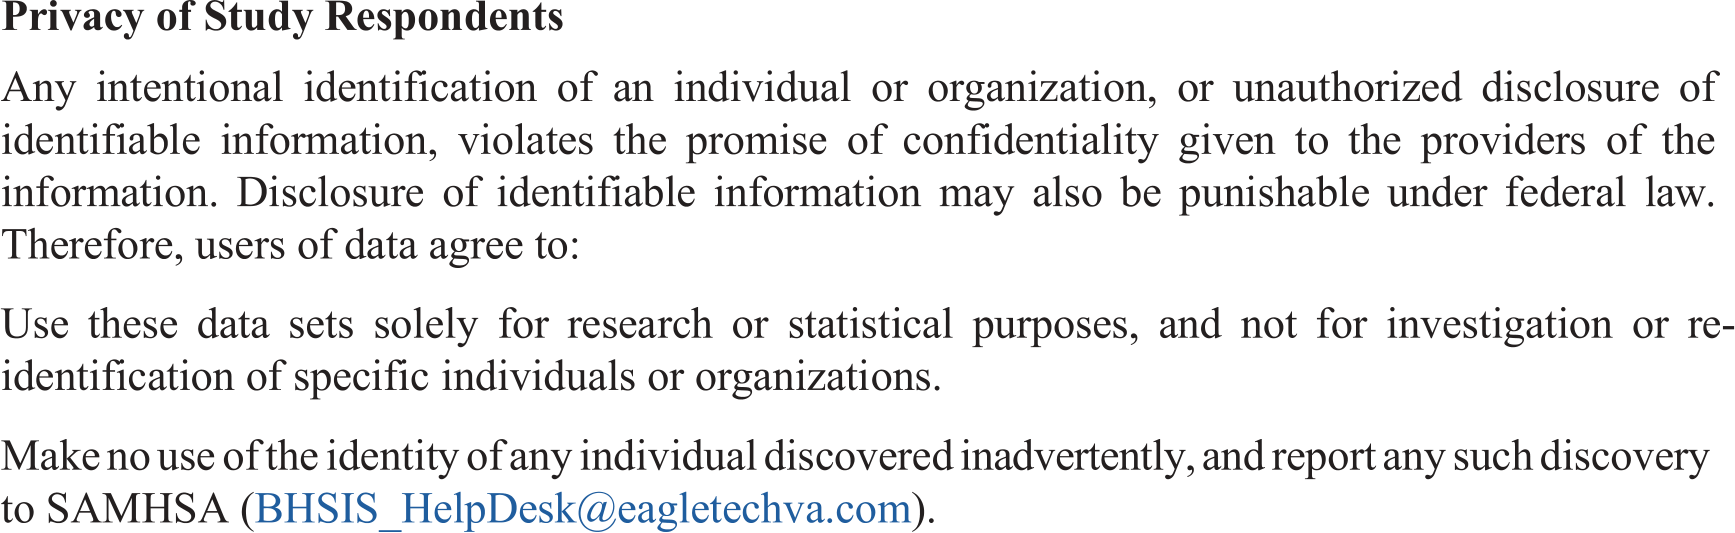 Privacy of Study Respondents
Any intentional identification of an individual or organization, or unauthorized disclosure of
identifiable information, violates the promise of confidentiality given to the providers of the
information. Disclosure of identifiable information may also be punishable under federal law.
Therefore, users of data agree to:
Use these data sets solely for research or statistical purposes, and not for investigation or re-
identification of specific individuals or organizations.
Make no use of the identity of any individual discovered inadvertently, and report any such discovery
to SAMHSA (BHSIS_HelpDesk@eagletechva.com).